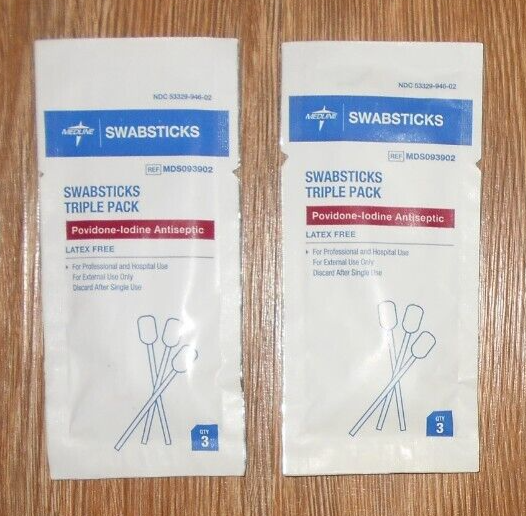 NDC 53329-946-02
MEDLINE SWABSTICKS
REF MDS093902
SWABSTICKS
TRIPLE PACK
Povidone-Iodine Antiseptic
LATEX FREE
For Professional and Hospital Use
For External Use Only
Discard After Single Use
QTY
3
NDC 53329-946-02
MEDLINE SWABSTICKS
REF MDS093902
SWABSTICKS
TRIPLE PACK
Povidone-Iodine Antiseptic
LATEX FREE
For Professional and Hospital Use
For External Use Only
Discard After Single Use
QTY
3